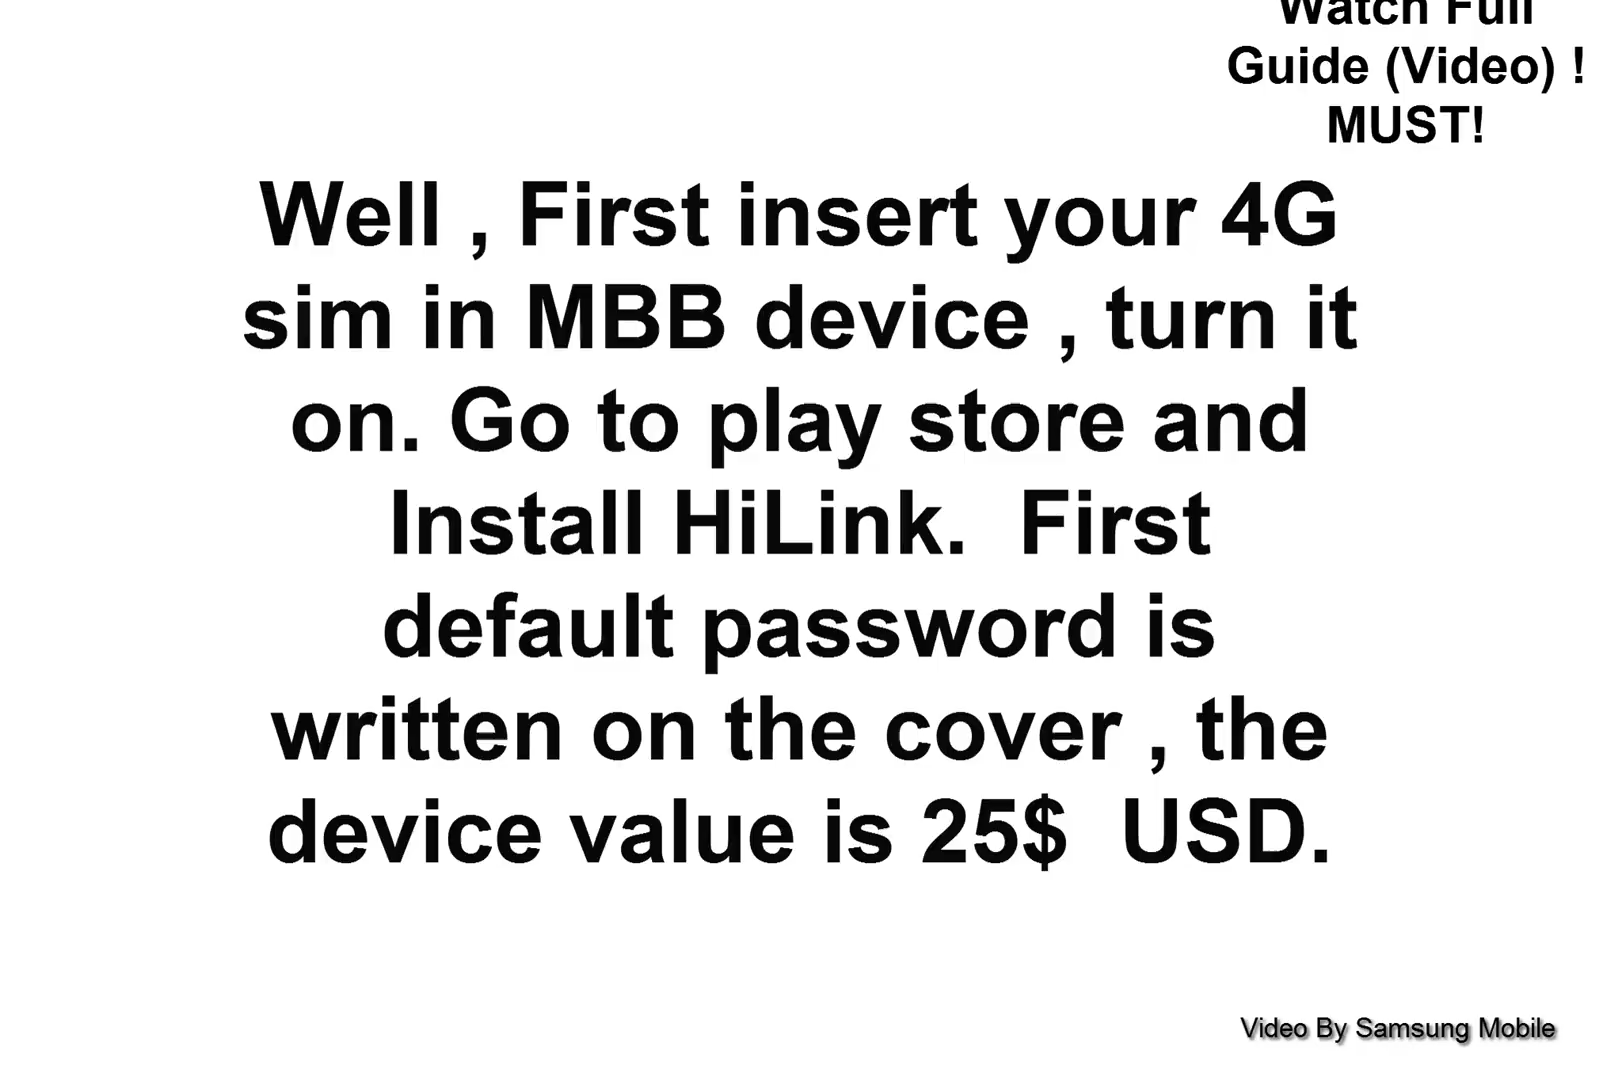 Watch Full
Guide (Video) !
MUST!
Well , First insert your 4G
sim in MBB device , turn it
on. Go to play store and
Install HiLink.  First
default password is
written on the cover , the
device value is 25$  USD.
Video By Samsung Mobile